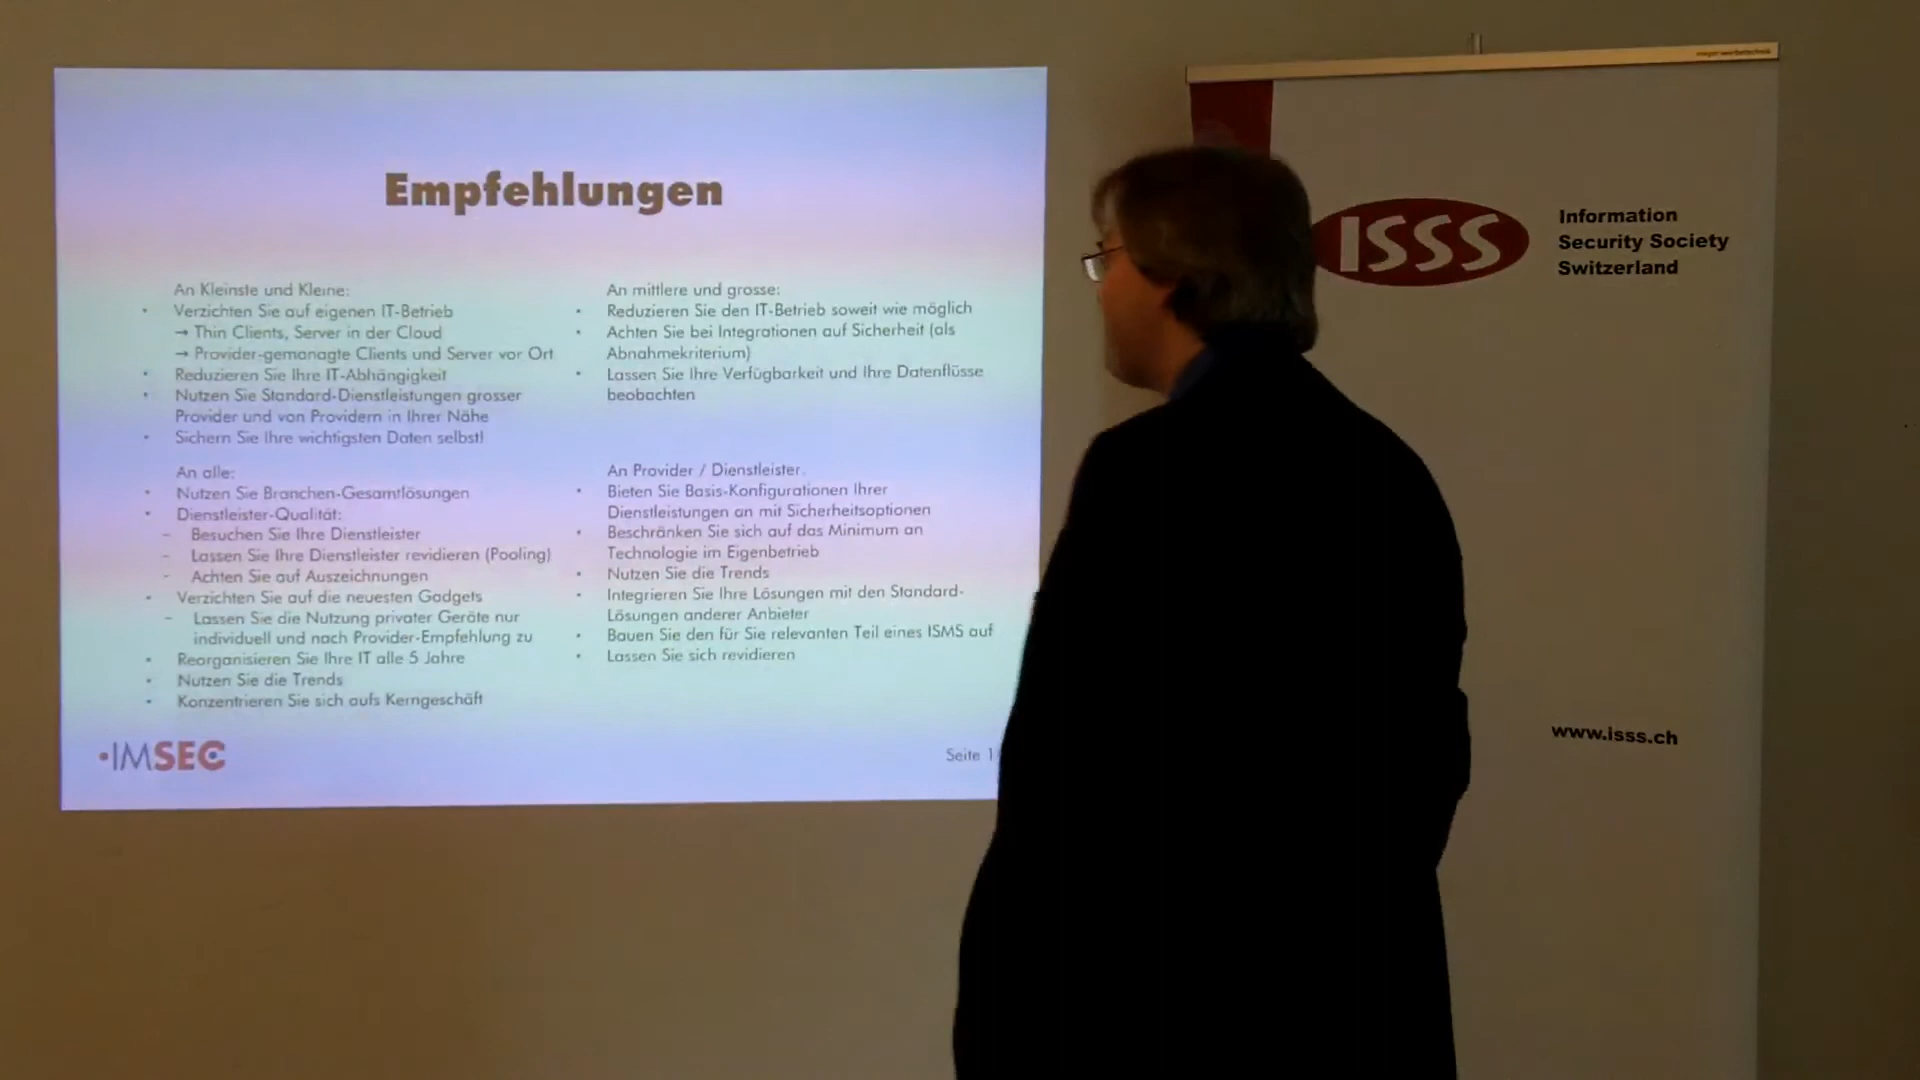 Empfehlungen
An Kleinste und Kleine:
• Verzichten Sie auf eigenen IT-Betrieb
→ Thin Clients, Server in der Cloud
→ Provider-gemanagte Clients und Server vor Ort
• Reduzieren Sie Ihre IT-Abhängigkeit
• Nutzen Sie Standard-Dienstleistungen grosser
Provider und von Providern in Ihrer Nähe
• Sichern Sie Ihre wichtigsten Daten selbst!
An mittlere und grosse:
• Reduzieren Sie den IT-Betrieb soweit wie möglich
• Achten Sie bei Integrationen auf Sicherheit (als
Abnahmekriterium)
• Lassen Sie Ihre Verfügbarkeit und Ihre Datenflüsse
beobachten
An alle:
• Nutzen Sie Branchen-Gesamtlösungen
• Dienstleister-Qualität:
– Besuchen Sie Ihre Dienstleister
– Lassen Sie Ihre Dienstleister revidieren (Pooling)
– Achten Sie auf Auszeichnungen
• Verzichten Sie auf die neuesten Gadgets
– Lassen Sie die Nutzung privater Geräte nur
individuell und nach Provider-Empfehlung zu
• Reorganisieren Sie Ihre IT alle 5 Jahre
• Nutzen Sie die Trends
• Konzentrieren Sie sich aufs Kerngeschäft
An Provider / Dienstleister:
• Bieten Sie Basis-Konfigurationen Ihrer
Dienstleistungen an mit Sicherheitsoptionen
• Beschränken Sie sich auf das Minimum an
Technologie im Eigenbetrieb
• Nutzen Sie die Trends
• Integrieren Sie Ihre Lösungen mit den Standard-
Lösungen anderer Anbieter
• Bauen Sie den für Sie relevanten Teil eines ISMS auf
• Lassen Sie sich revidieren
IMSEC
Seite 1
ISSS
Information
Security Society
Switzerland
www.isss.ch